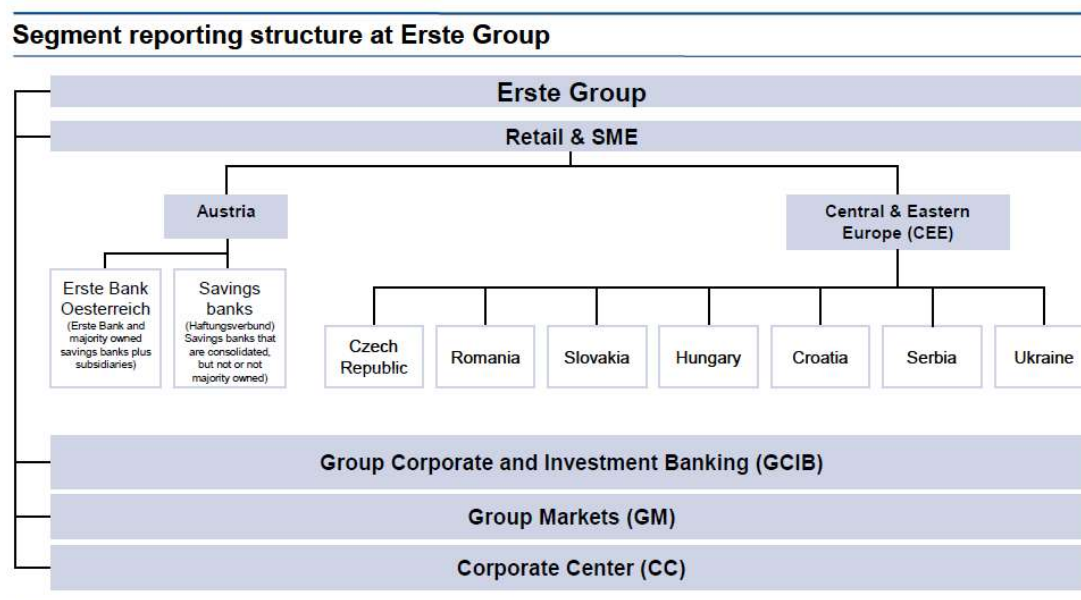 Segment reporting structure at Erste Group
Erste Group
Retail & SME
Austria
Central & Eastern
Europe (CEE)
Erste Bank
Oesterreich
(Erste Bank and
majority owned
savings banks plus
subsidiaries)
Savings
banks
(Haftungsverbund)
Savings banks that
are consolidated,
but not or not
majority owned)
Czech
Republic
Romania
Slovakia
Hungary
Croatia
Serbia
Ukraine
Group Corporate and Investment Banking (GCIB)
Group Markets (GM)
Corporate Center (CC)